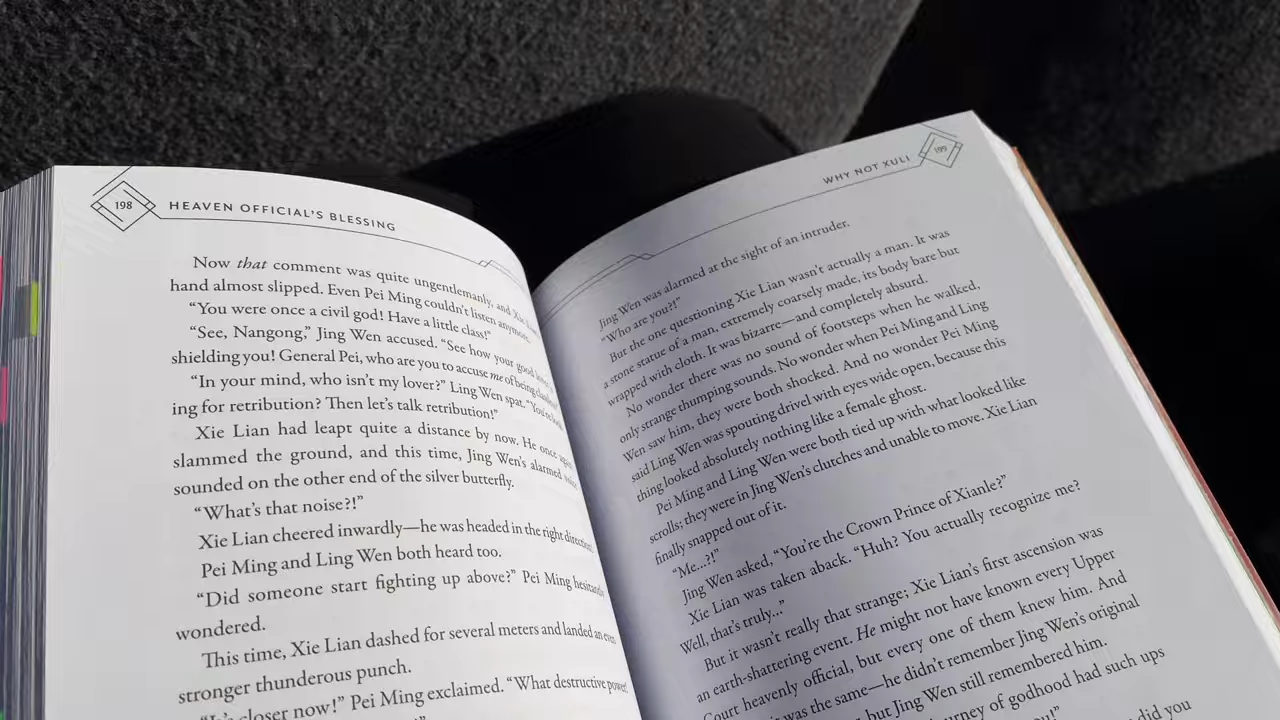 198
HEAVEN OFFICIAL'S BLESSING
Now that comment was quite ungentlemanly, and Xie
hand almost slipped. Even Pei Ming couldn't listen anymore.
"You were once a civil god! Have a little class!"
"See, Nangong," Jing Wen accused. "See how your good
shielding you! General Pei, who are you to accuse me of being
"In your mind, who isn't my lover?" Ling Wen spat. "You're
ing for retribution? Then let's talk retribution!"
Xie Lian had leapt quite a distance by now. He once again
slammed the ground, and this time, Jing Wen's alarmed voice
sounded on the other end of the silver butterfly.
"What's that noise?!"
Xie Lian cheered inwardly—he was headed in the right direction.
Pei Ming and Ling Wen both heard too.
"Did someone start fighting up above?" Pei Ming hesitantly
wondered.
This time, Xie Lian dashed for several meters and landed an even
stronger thunderous punch.
"It's closer now!" Pei Ming exclaimed. "What destructive power!
WHY NOT XULI
199
Jing Wen was alarmed at the sight of an intruder.
"Who are you?!"
But the one questioning Xie Lian wasn't actually a man. It was
a stone statue of a man, extremely coarsely made, its body bare but
wrapped with cloth. It was bizarre—and completely absurd.
No wonder there was no sound of footsteps when he walked,
only strange thumping sounds. No wonder when Pei Ming and Ling
Wen saw him, they were both shocked. And no wonder Pei Ming
said Ling Wen was spouting drivel with eyes wide open, because this
thing looked absolutely nothing like a female ghost.
Pei Ming and Ling Wen were both tied up with what looked like
scrolls; they were in Jing Wen's clutches and unable to move. Xie Lian
finally snapped out of it.
"Me...?!"
Jing Wen asked, "You're the Crown Prince of Xianle?"
Xie Lian was taken aback. "Huh? You actually recognize me?
Well, that's truly..."
But it wasn't really that strange; Xie Lian's first ascension was
an earth-shattering event. He might not have known every Upper
Court heavenly official, but every one of them knew him. And
it was the same—he didn't remember Jing Wen's original
but Jing Wen still remembered him.
journey of godhood had such ups
did you